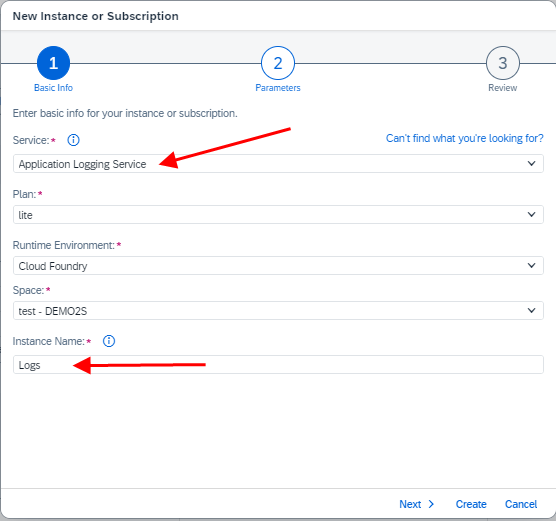 New Instance or Subscription
1 2 3
Basic Info Parameters Review
Enter basic info for your instance or subscription.
Service:* Can't find what you're looking for?
Application Logging Service
Plan:*
lite
Runtime Environment:*
Cloud Foundry
Space:*
test - DEMO2S
Instance Name:*
Logs
Next Create Cancel